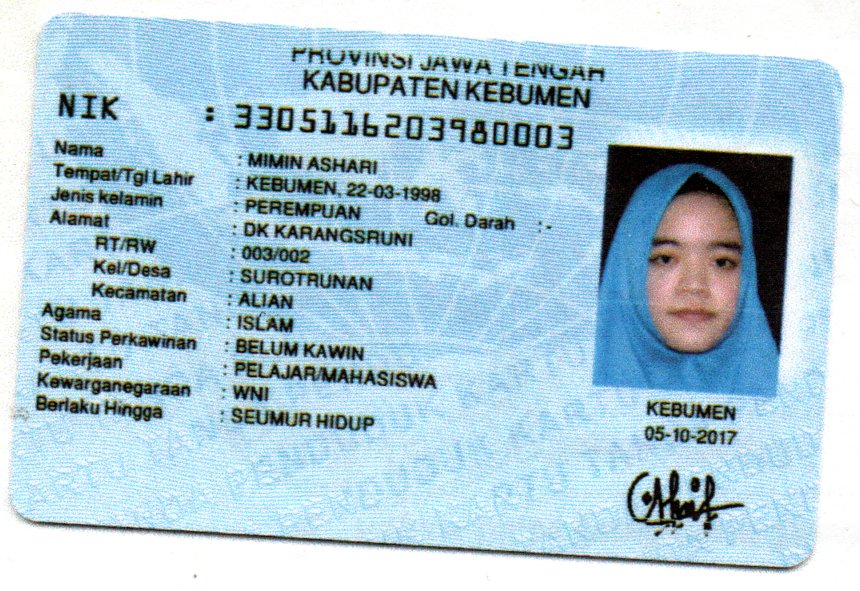 PROVINSI JAWA TENGAH
KABUPATEN KEBUMEN
NIK : 3305116203980003
Nama : MIMIN ASHARI
Tempat/Tgl Lahir : KEBUMEN, 22-03-1998
Jenis kelamin : PEREMPUAN Gol. Darah : -
Alamat : DK KARANGSRUNI
RT/RW : 003/002
Kel/Desa : SUROTRUNAN
Kecamatan : ALIAN
Agama : ISLAM
Status Perkawinan : BELUM KAWIN
Pekerjaan : PELAJAR/MAHASISWA
Kewarganegaraan : WNI
Berlaku Hingga : SEUMUR HIDUP
KEBUMEN
05-10-2017